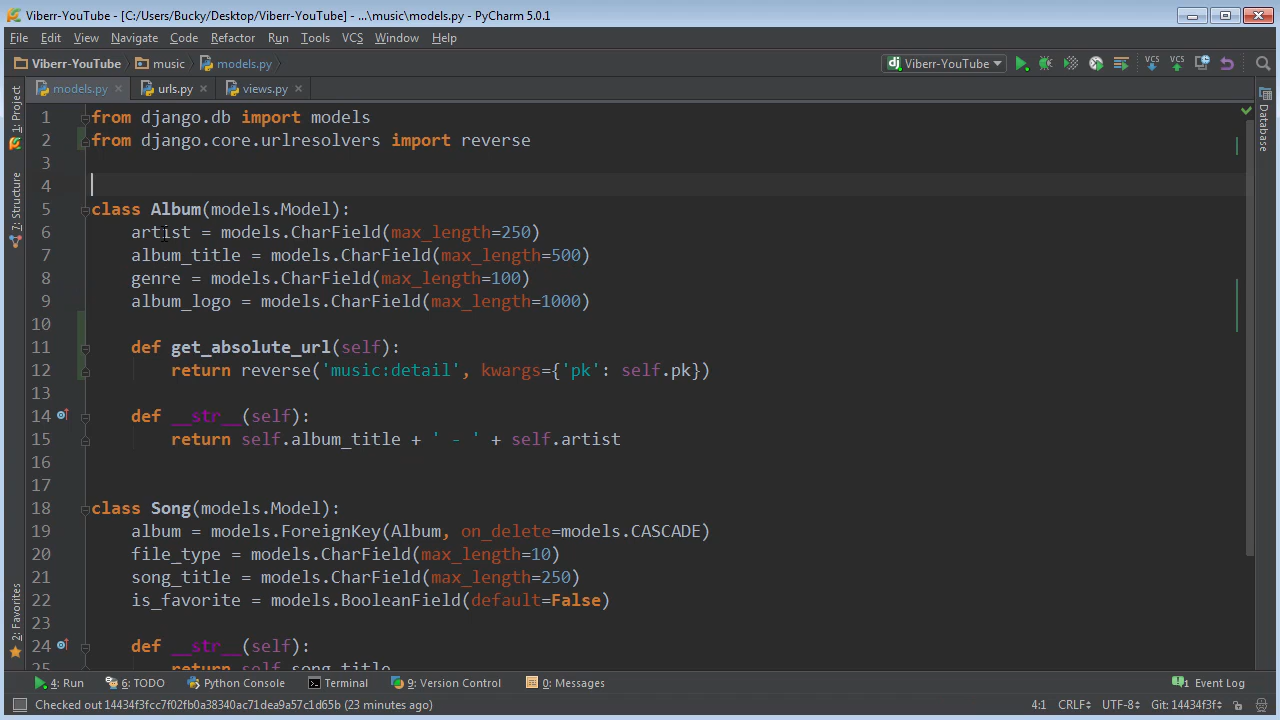 Viberr-YouTube - [C:/Users/Bucky/Desktop/Viberr-YouTube] - ...\music\models.py - PyCharm 5.0.1
File Edit View Navigate Code Refactor Run Tools VCS Window Help
Viberr-YouTube music models.py dj Viberr-YouTube VCS VCS
models.py urls.py views.py
1: Project
7: Structure
2: Favorites
Database
1 from django.db import models
2 from django.core.urlresolvers import reverse
3
4
5 class Album(models.Model):
6 artist = models.CharField(max_length=250)
7 album_title = models.CharField(max_length=500)
8 genre = models.CharField(max_length=100)
9 album_logo = models.CharField(max_length=1000)
10
11 def get_absolute_url(self):
12 return reverse('music:detail', kwargs={'pk': self.pk})
13
14 def __str__(self):
15 return self.album_title + ' - ' + self.artist
16
17
18 class Song(models.Model):
19 album = models.ForeignKey(Album, on_delete=models.CASCADE)
20 file_type = models.CharField(max_length=10)
21 song_title = models.CharField(max_length=250)
22 is_favorite = models.BooleanField(default=False)
23
24 def __str__(self):
25 return self.song_title
4: Run 6: TODO Python Console Terminal 9: Version Control 0: Messages 1 Event Log
Checked out 14434f3fcc7f02fb0a38340ac71dea9a57c1d65b (23 minutes ago) 4:1 CRLF UTF-8 Git: 14434f3f